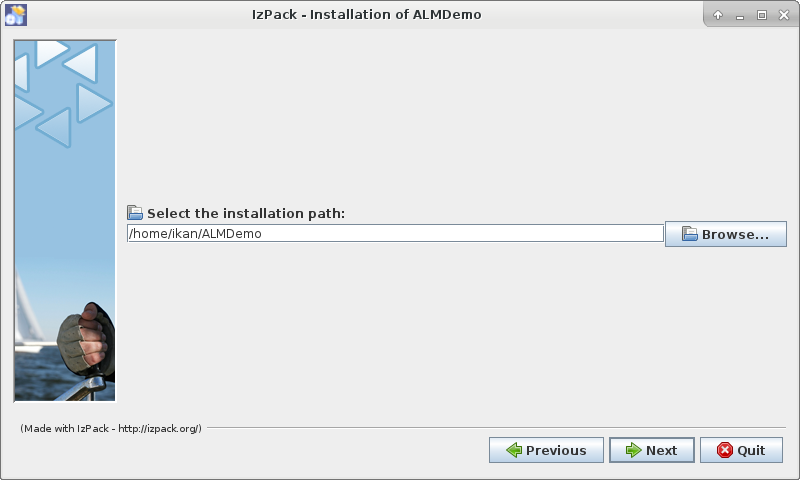 IzPack - Installation of ALMDemo
Select the installation path:
/home/ikan/ALMDemo
Browse...
(Made with IzPack - http://izpack.org/)
Previous
Next
Quit